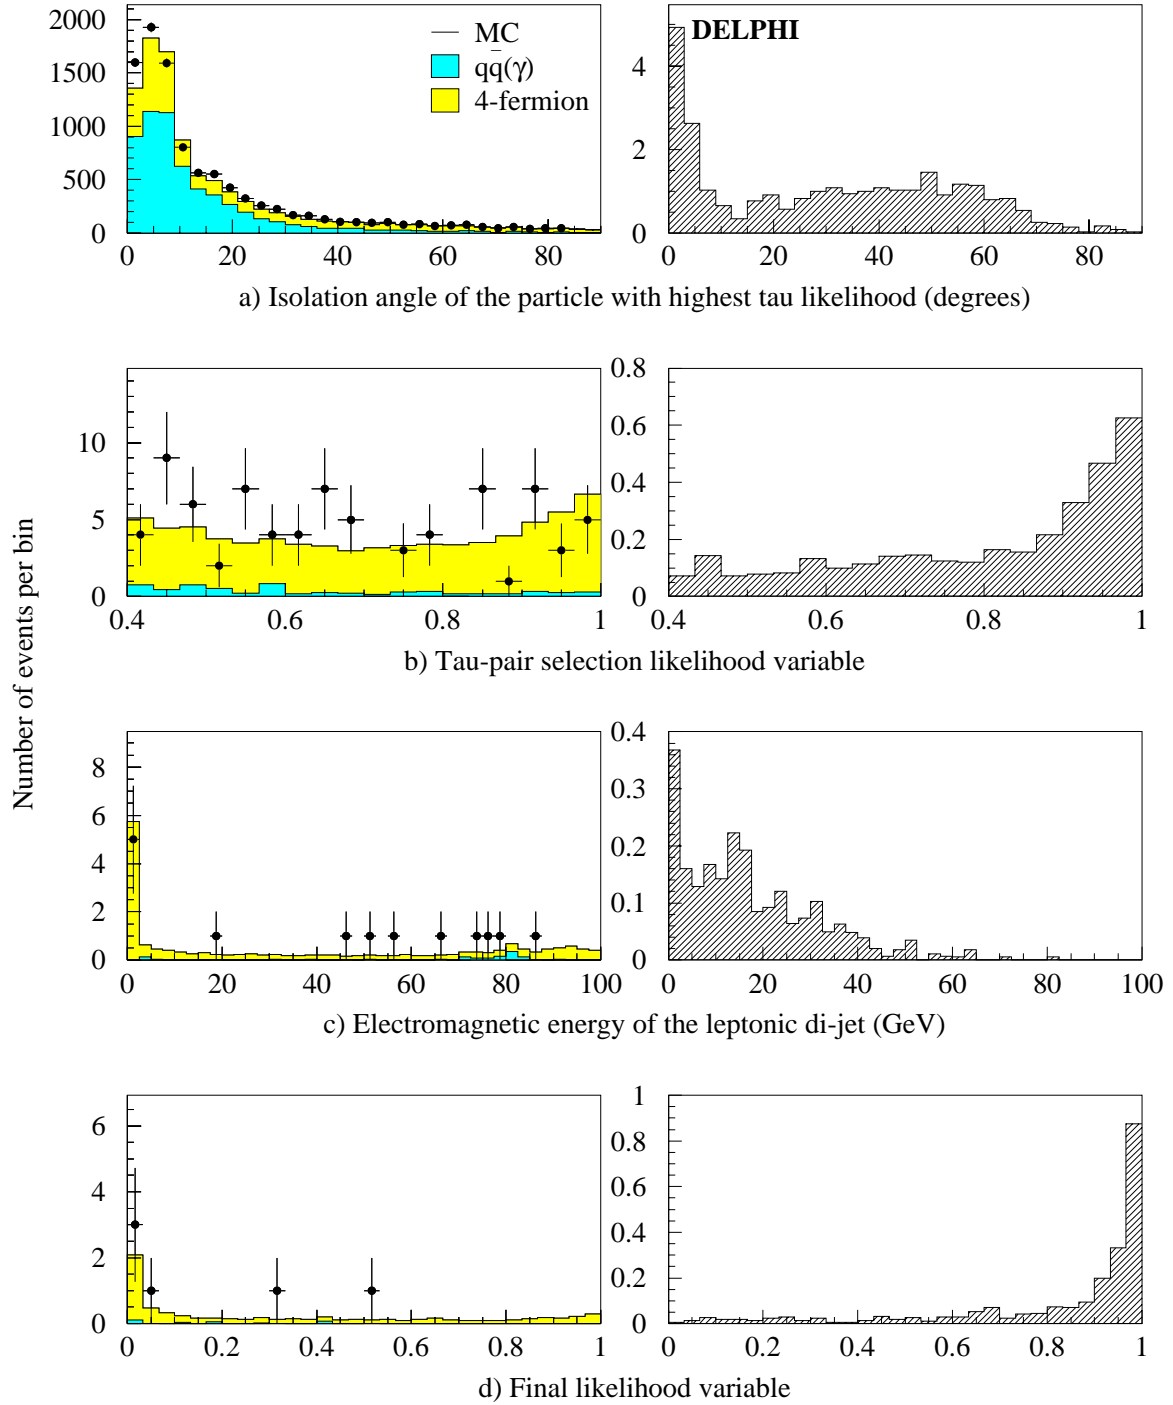 2000
1500
1000
500
0
0 20 40 60 80
MC
qq̄(γ)
4-fermion
DELPHI
4
2
0
0 20 40 60 80
a) Isolation angle of the particle with highest tau likelihood (degrees)
Number of events per bin
10
5
0
0.4 0.6 0.8 1
0.8
0.6
0.4
0.2
0
0.4 0.6 0.8 1
b) Tau-pair selection likelihood variable
8
6
4
2
0
0 20 40 60 80 100
0.4
0.3
0.2
0.1
0
0 20 40 60 80 100
c) Electromagnetic energy of the leptonic di-jet (GeV)
6
4
2
0
0 0.2 0.4 0.6 0.8 1
1
0.8
0.6
0.4
0.2
0
0 0.2 0.4 0.6 0.8 1
d) Final likelihood variable